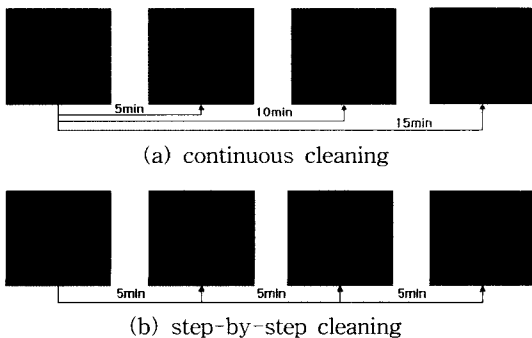 5min
10min
15min
(a) continuous cleaning
5min 5min 5min
(b) step-by-step cleaning